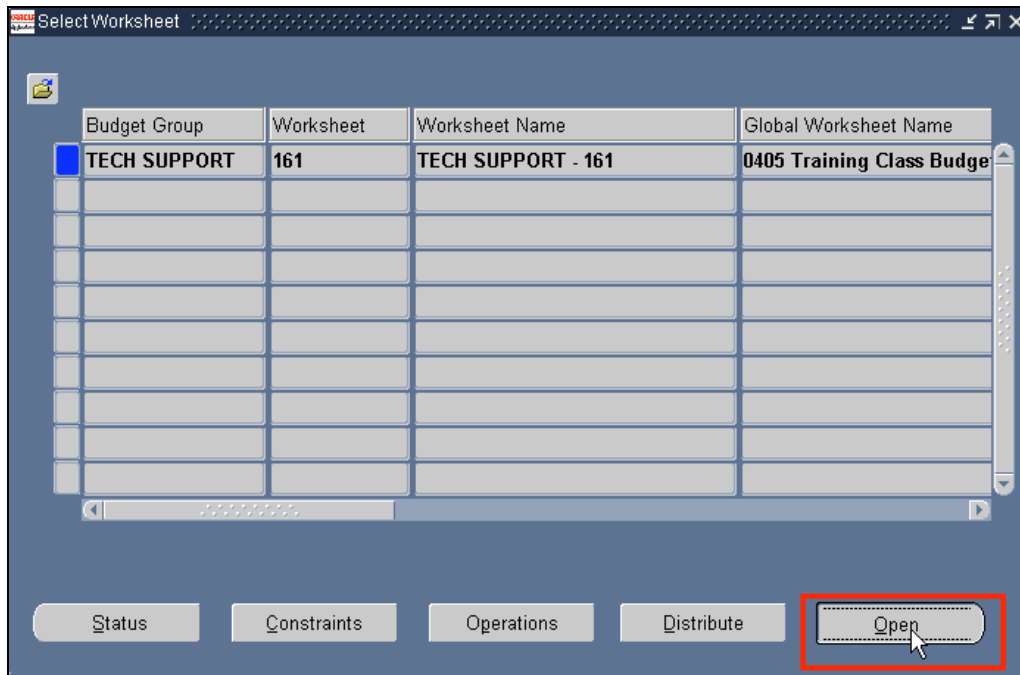 ORACLE
Select Worksheet
Budget Group Worksheet Worksheet Name Global Worksheet Name
TECH SUPPORT 161 TECH SUPPORT - 161 0405 Training Class Budge
Status Constraints Operations Distribute Open